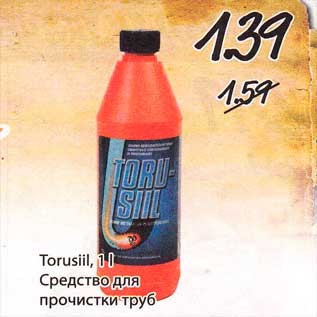 1.39
1.59
TORU-
SIIL
Torusiil, 1 l
Средство для
прочистки труб